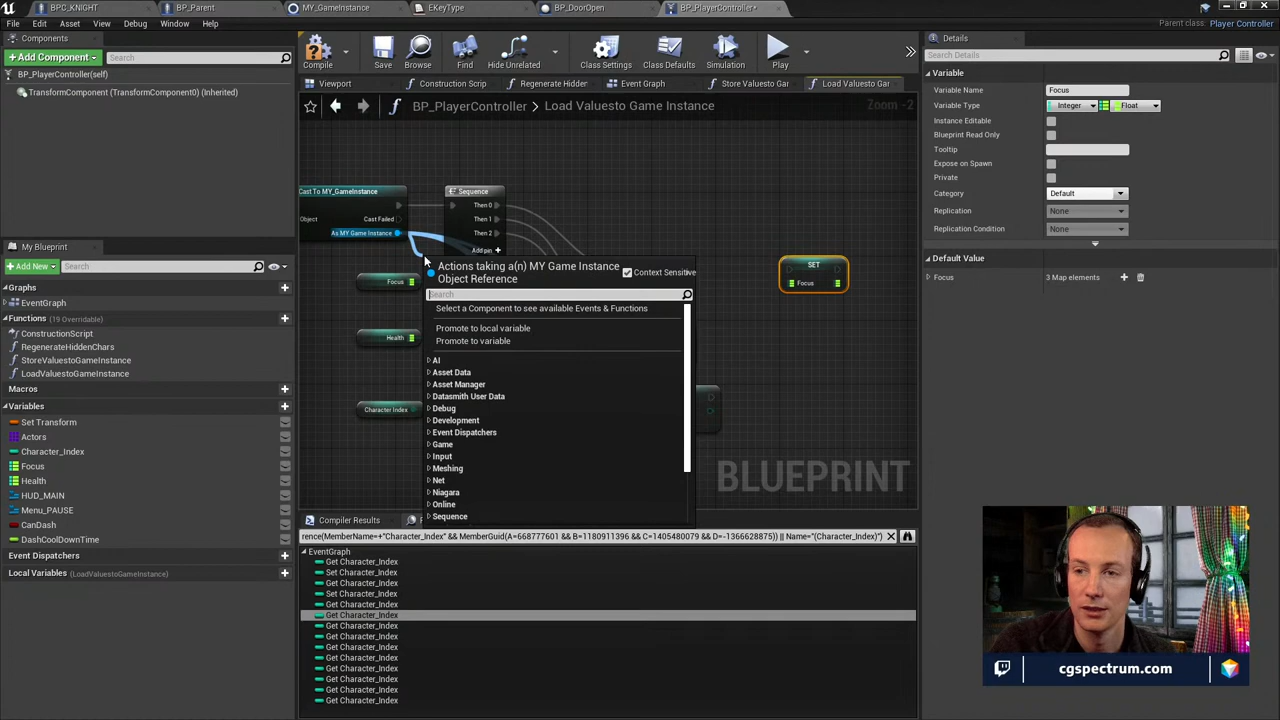 BPC_KNIGHT
BP_Parent
MY_GameInstance
EKeyType
BP_DoorOpen
BP_PlayerController*
File
Edit
Asset
View
Debug
Window
Help
Parent class: Player Controller
Components
+ Add Component
Search
BP_PlayerController(self)
TransformComponent (TransformComponent0) (Inherited)
Compile
Save
Browse
Find
Hide Unrelated
Class Settings
Class Defaults
Simulation
Play
Viewport
Construction Scrip
Regenerate Hidder
Event Graph
Store Valuesto Gar
Load Valuesto Gar
BP_PlayerController > Load Valuesto Game Instance
Zoom -2
Cast To MY_GameInstance
Object
Cast Failed
As MY Game Instance
Sequence
Then 0
Then 1
Then 2
Add pin +
Focus
Health
Character Index
SET
Focus
Actions taking a(n) MY Game Instance
Object Reference
Context Sensitive
Search
Select a Component to see available Events & Functions
Promote to local variable
Promote to variable
AI
Asset Data
Asset Manager
Datasmith User Data
Debug
Development
Event Dispatchers
Game
Input
Meshing
Net
Niagara
Online
Sequence
BLUEPRINT
My Blueprint
+ Add New
Search
Graphs
EventGraph
Functions (19 Overridable)
ConstructionScript
RegenerateHiddenChars
StoreValuestoGameInstance
LoadValuestoGameInstance
Macros
Variables
Set Transform
Actors
Character_Index
Focus
Health
HUD_MAIN
Menu_PAUSE
CanDash
DashCoolDownTime
Event Dispatchers
Local Variables (LoadValuestoGameInstance)
Compiler Results
rence(MemberName=+"Character_Index" && MemberGuid(A=668777601 && B=1180911396 && C=1405480079 && D=-1366628875)) || Name="(Character_Index)")
EventGraph
Get Character_Index
Set Character_Index
Get Character_Index
Set Character_Index
Get Character_Index
Get Character_Index
Get Character_Index
Get Character_Index
Get Character_Index
Get Character_Index
Get Character_Index
Get Character_Index
Get Character_Index
Get Character_Index
Details
Search Details
Variable
Variable Name
Focus
Variable Type
Integer
Float
Instance Editable
Blueprint Read Only
Tooltip
Expose on Spawn
Private
Category
Default
Replication
None
Replication Condition
None
Default Value
Focus
3 Map elements
cgspectrum.com